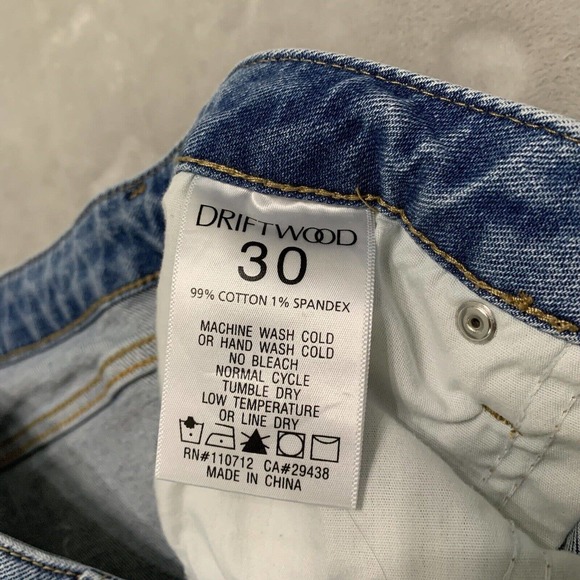 DRIFTWOOD
30
99% COTTON 1% SPANDEX
MACHINE WASH COLD
OR HAND WASH COLD
NO BLEACH
NORMAL CYCLE
TUMBLE DRY
LOW TEMPERATURE
OR LINE DRY
RN#110712 CA#29438
MADE IN CHINA